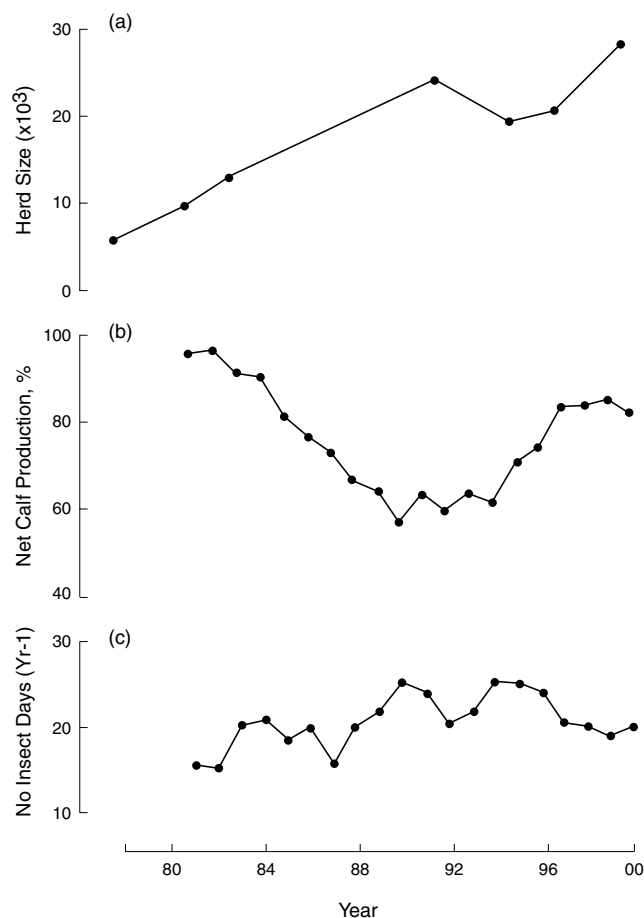 (a)
30
20
10
0
Herd Size (x10³)
(b)
100
80
60
40
Net Calf Production, %
(c)
30
20
10
No Insect Days (Yr-1)
80 84 88 92 96 00
Year